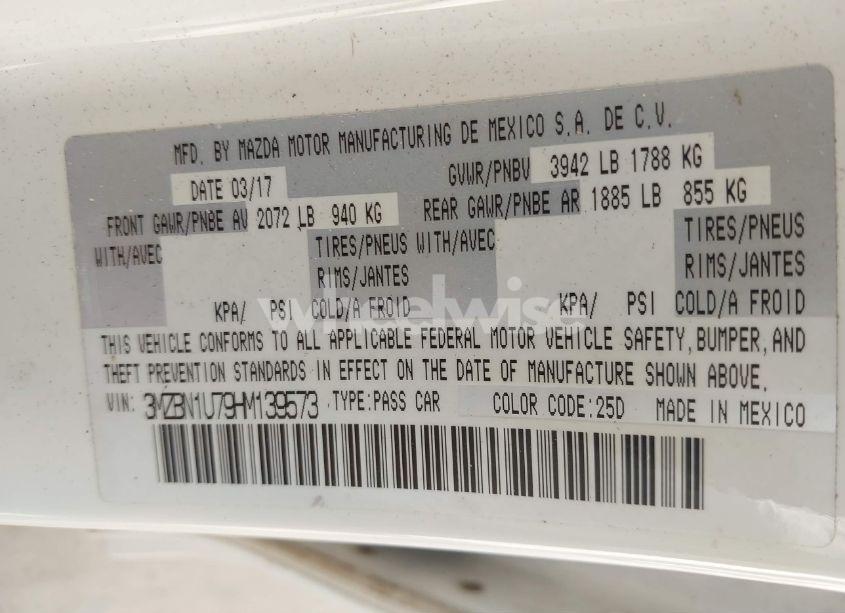 MFD. BY MAZDA MOTOR MANUFACTURING DE MEXICO S.A. DE C.V.
DATE 03/17 GVWR/PNBV 3942 LB 1788 KG
FRONT GAWR/PNBE AV 2072 LB 940 KG REAR GAWR/PNBE AR 1885 LB 855 KG
WITH/AVEC TIRES/PNEUS WITH/AVEC TIRES/PNEUS
RIMS/JANTES RIMS/JANTES
KPA/ PSI COLD/A FROID KPA/ PSI COLD/A FROID
wheelwise
THIS VEHICLE CONFORMS TO ALL APPLICABLE FEDERAL MOTOR VEHICLE SAFETY, BUMPER, AND
THEFT PREVENTION STANDARDS IN EFFECT ON THE DATE OF MANUFACTURE SHOWN ABOVE.
VIN: 3MZBN1U79HM139573 TYPE:PASS CAR COLOR CODE:25D MADE IN MEXICO